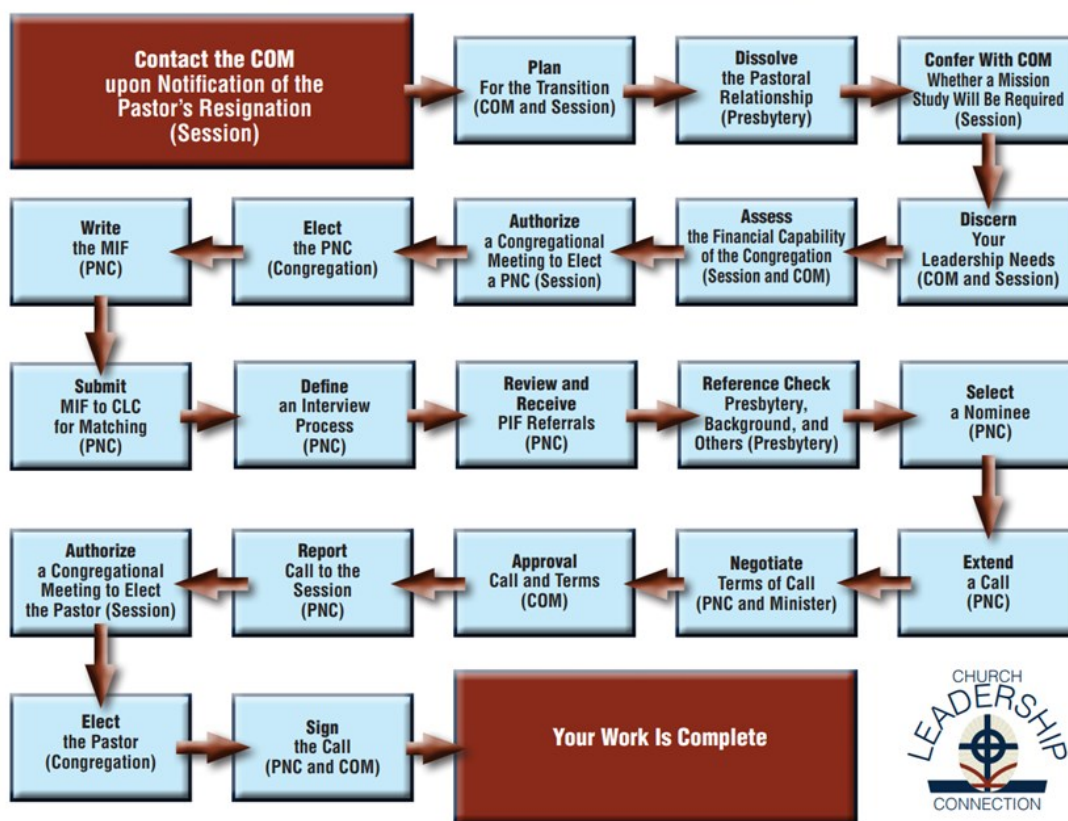 Contact the COM
upon Notification of the
Pastor's Resignation
(Session)
Plan
For the Transition
(COM and Session)
Dissolve
the Pastoral
Relationship
(Presbytery)
Confer With COM
Whether a Mission
Study Will Be Required
(Session)
Discern
Your
Leadership Needs
(COM and Session)
Assess
the Financial Capability
of the Congregation
(Session and COM)
Authorize
a Congregational
Meeting to Elect
a PNC (Session)
Elect
the PNC
(Congregation)
Write
the MIF
(PNC)
Submit
MIF to CLC
for Matching
(PNC)
Define
an Interview
Process
(PNC)
Review and
Receive
PIF Referrals
(PNC)
Reference Check
Presbytery,
Background, and
Others (Presbytery)
Select
a Nominee
(PNC)
Extend
a Call
(PNC)
Negotiate
Terms of Call
(PNC and Minister)
Approval
Call and Terms
(COM)
Report
Call to the
Session
(PNC)
Authorize
a Congregational
Meeting to Elect
the Pastor (Session)
Elect
the Pastor
(Congregation)
Sign
the Call
(PNC and COM)
Your Work Is Complete
CHURCH
LEADERSHIP
CONNECTION